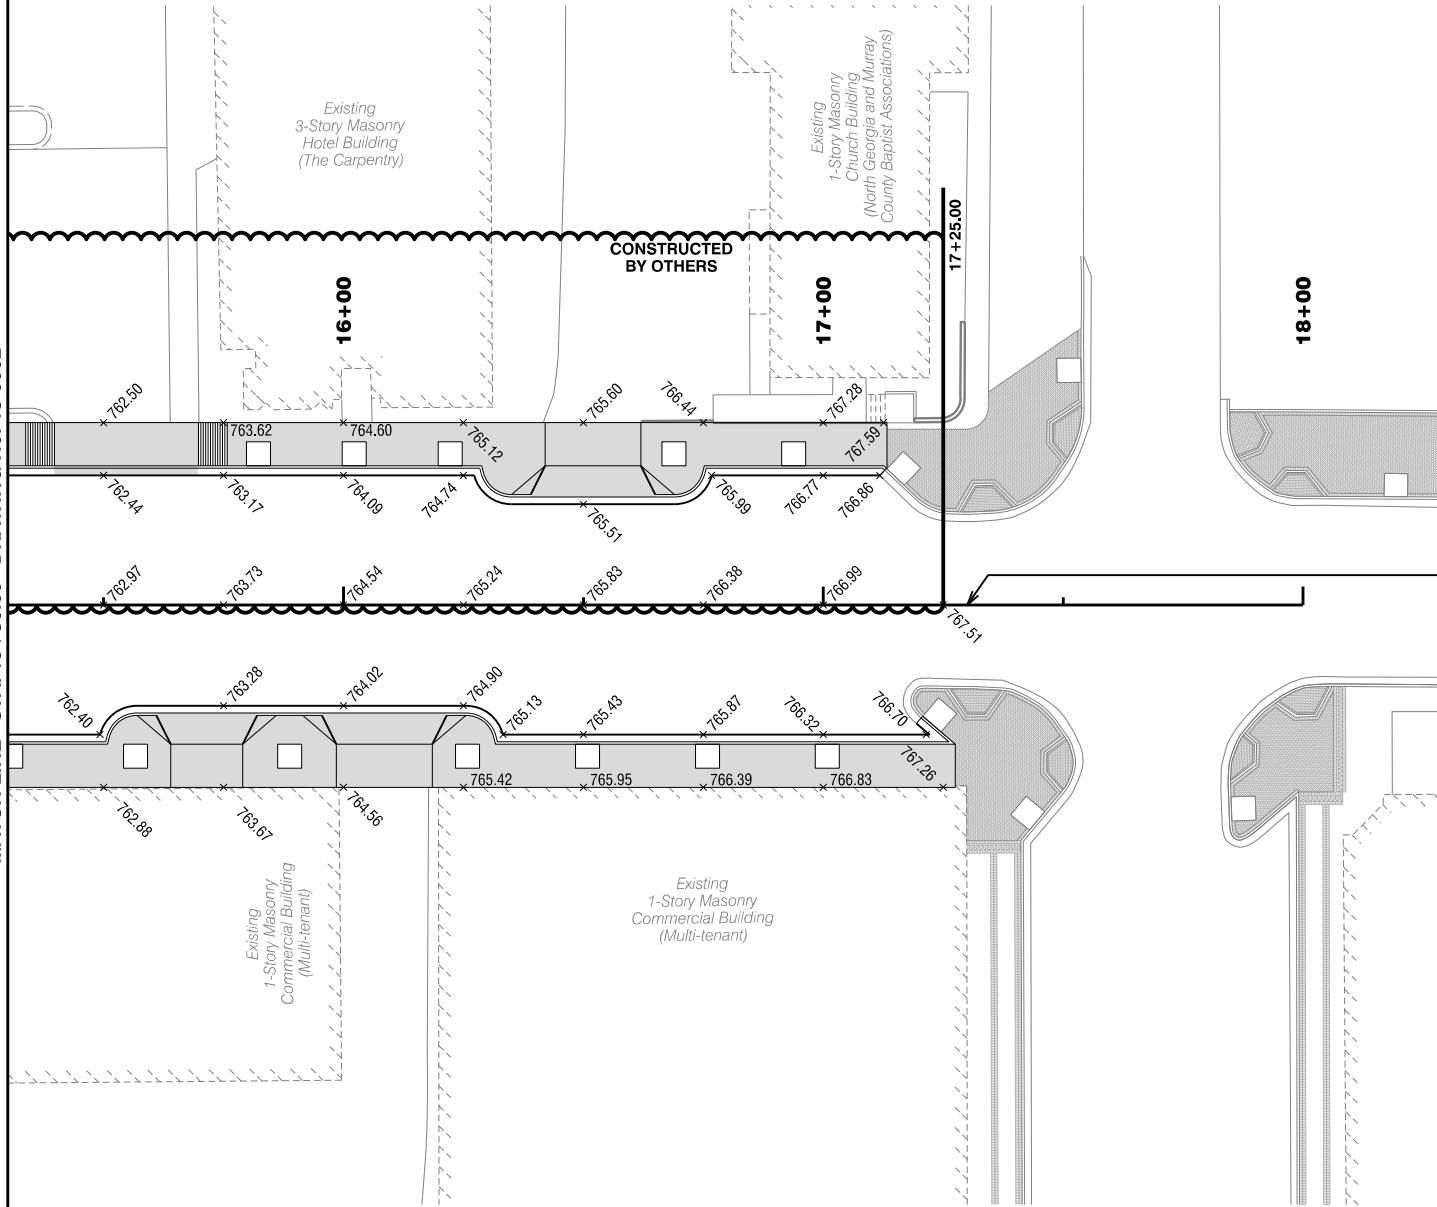 Existing
3-Story Masonry
Hotel Building
(The Carpentry)
Existing
1-Story Masonry
Church Building
(North Georgia and Murray
County Baptist Associations)
CONSTRUCTED
BY OTHERS
17+25.00
16+00
17+00
18+00
762.50
763.62
764.60
765.12
765.60
766.44
767.28
767.59
762.44
763.17
764.09
764.74
765.51
765.99
766.77
766.86
762.97
763.73
764.54
765.24
765.83
766.38
766.99
767.51
762.40
763.28
764.02
764.90
765.13
765.43
765.87
766.32
766.70
762.88
763.67
764.56
765.42
765.95
766.39
766.83
767.26
Existing
1-Story Masonry
Commercial Building
(Multi-tenant)
Existing
1-Story Masonry
Commercial Building
(Multi-tenant)